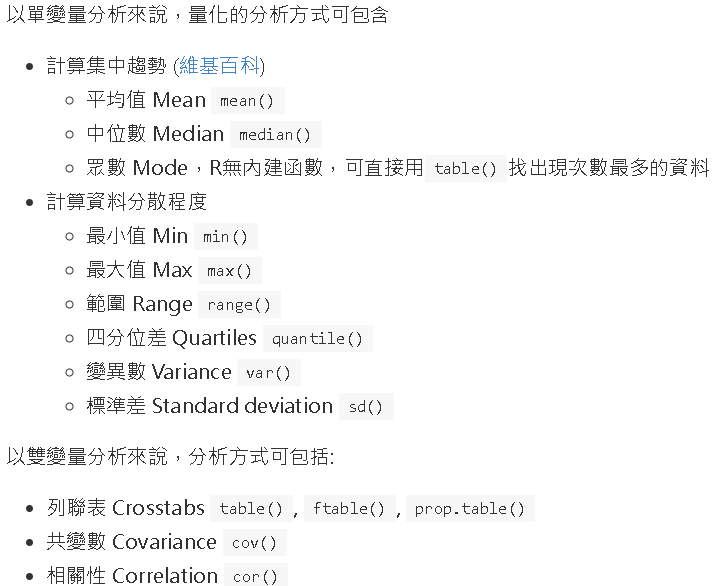 以單變量分析來說，量化的分析方式可包含
計算集中趨勢 (維基百科)
平均值 Mean mean()
中位數 Median median()
眾數 Mode，R無內建函數，可直接用 table() 找出現次數最多的資料
計算資料分散程度
最小值 Min min()
最大值 Max max()
範圍 Range range()
四分位差 Quartiles quantile()
變異數 Variance var()
標準差 Standard deviation sd()
以雙變量分析來說，分析方式可包括:
列聯表 Crosstabs table() , ftable() , prop.table()
共變數 Covariance cov()
相關性 Correlation cor()